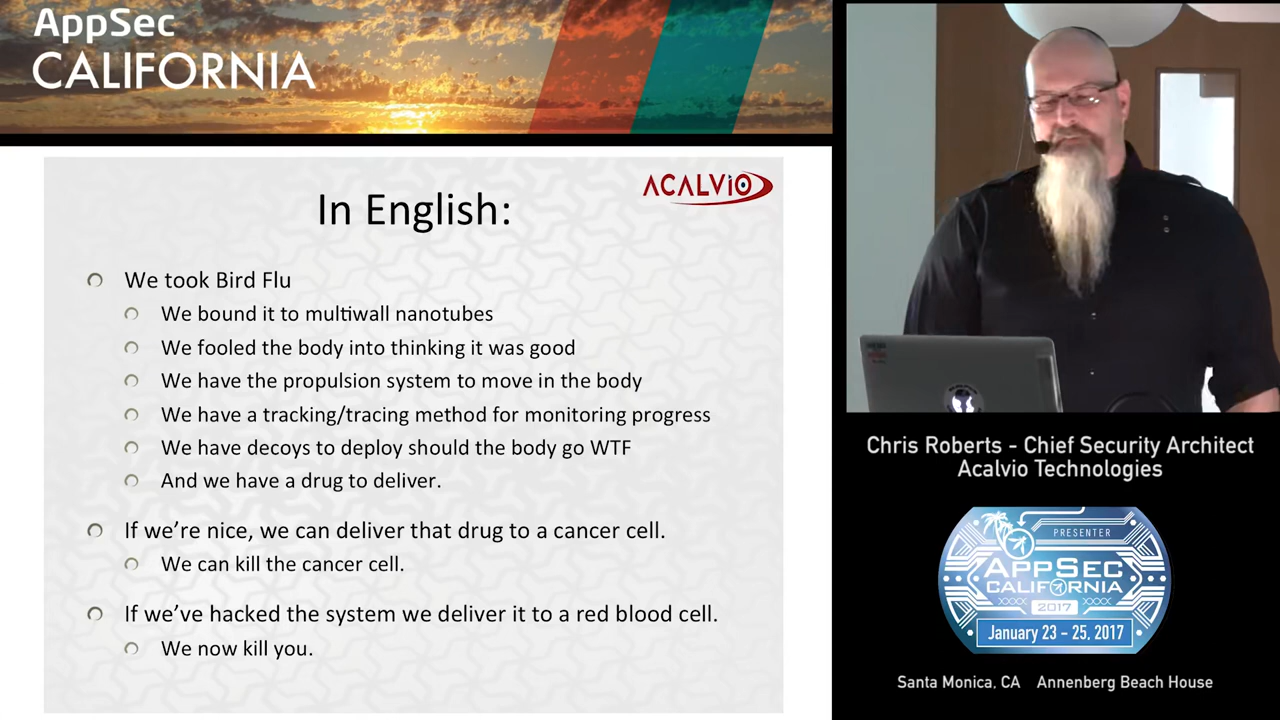 AppSec
CALIFORNIA
ACALVIO
In English:
We took Bird Flu
We bound it to multiwall nanotubes
We fooled the body into thinking it was good
We have the propulsion system to move in the body
We have a tracking/tracing method for monitoring progress
We have decoys to deploy should the body go WTF
And we have a drug to deliver.
If we're nice, we can deliver that drug to a cancer cell.
We can kill the cancer cell.
If we've hacked the system we deliver it to a red blood cell.
We now kill you.
Chris Roberts - Chief Security Architect
Acalvio Technologies
PRESENTER
APPSEC
CALIFORNIA
2017
January 23 - 25, 2017
Santa Monica, CA Annenberg Beach House